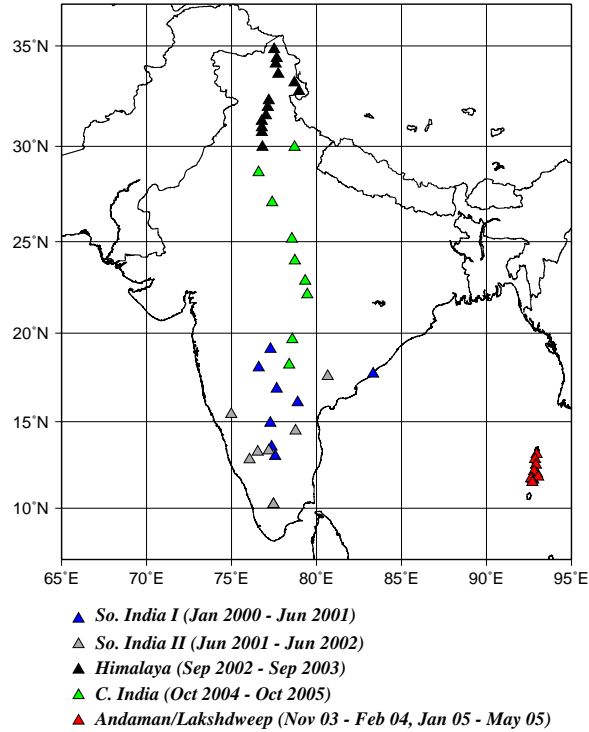 35°N
30°N
25°N
20°N
15°N
10°N
65°E 70°E 75°E 80°E 85°E 90°E 95°E
So. India I (Jan 2000 - Jun 2001)
So. India II (Jun 2001 - Jun 2002)
Himalaya (Sep 2002 - Sep 2003)
C. India (Oct 2004 - Oct 2005)
Andaman/Lakshdweep (Nov 03 - Feb 04, Jan 05 - May 05)